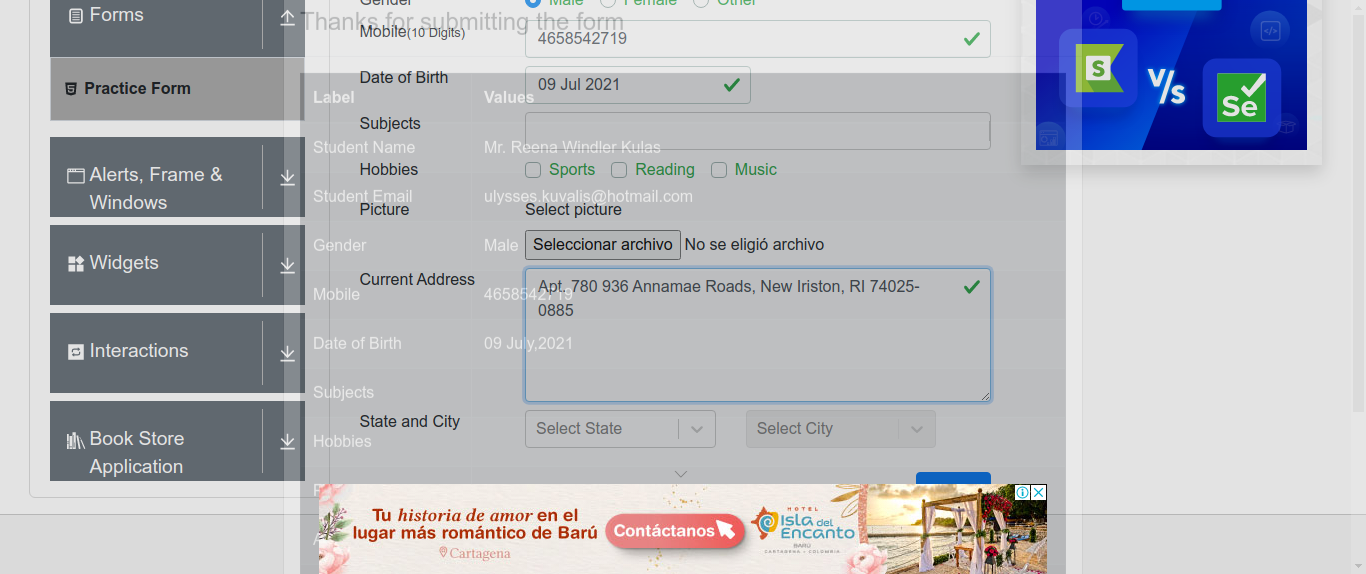 Forms
Practice Form
Alerts, Frame &
Windows
Widgets
Interactions
Book Store
Application
Gender
Male
Female
Other
Thanks for submitting the form
Mobile(10 Digits)
4658542719
Date of Birth
09 Jul 2021
Label
Values
Subjects
Student Name
Mr. Reena Windler Kulas
Hobbies
Sports
Reading
Music
Student Email
ulysses.kuvalis@hotmail.com
Picture
Select picture
Gender
Male
Seleccionar archivo
No se eligió archivo
Current Address
Apt. 780 936 Annamae Roads, New Iriston, RI 74025-
0885
Mobile
4658542719
Date of Birth
09 July,2021
Subjects
State and City
Select State
Select City
Hobbies
Tu historia de amor en el
lugar más romántico de Barú
Cartagena
Contáctanos
HOTEL
Isla del
Encanto
BARÚ
CARTAGENA - COLOMBIA
S
V/s
Se